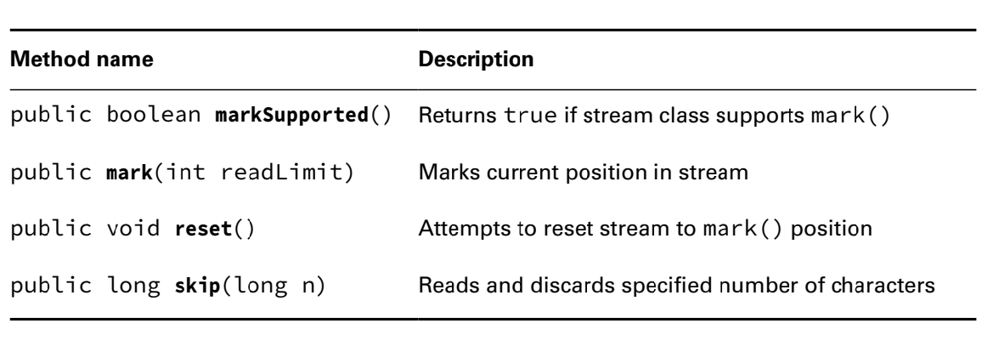 Method name Description
public boolean markSupported() Returns true if stream class supports mark()
public mark(int readLimit) Marks current position in stream
public void reset() Attempts to reset stream to mark() position
public long skip(long n) Reads and discards specified number of characters